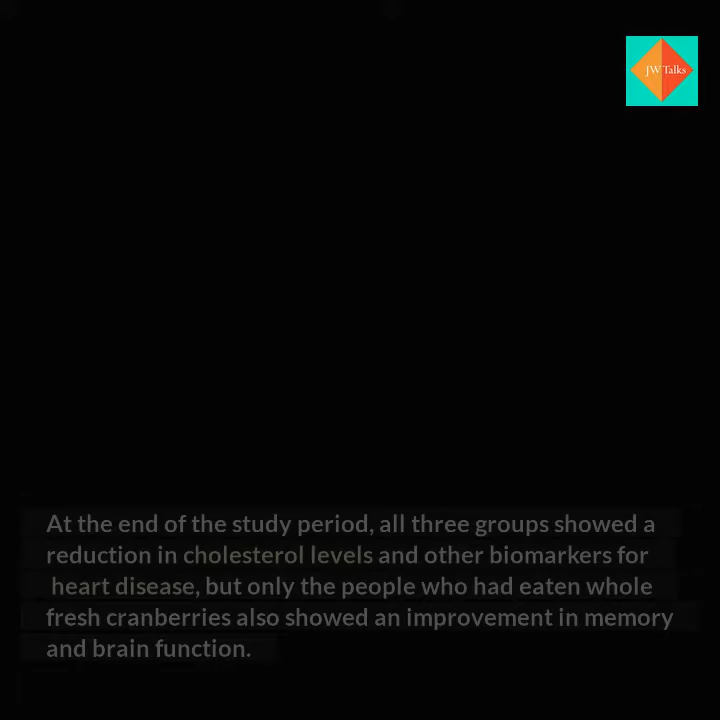 JW Talks
At the end of the study period, all three groups showed a
reduction in cholesterol levels and other biomarkers for
heart disease, but only the people who had eaten whole
fresh cranberries also showed an improvement in memory
and brain function.